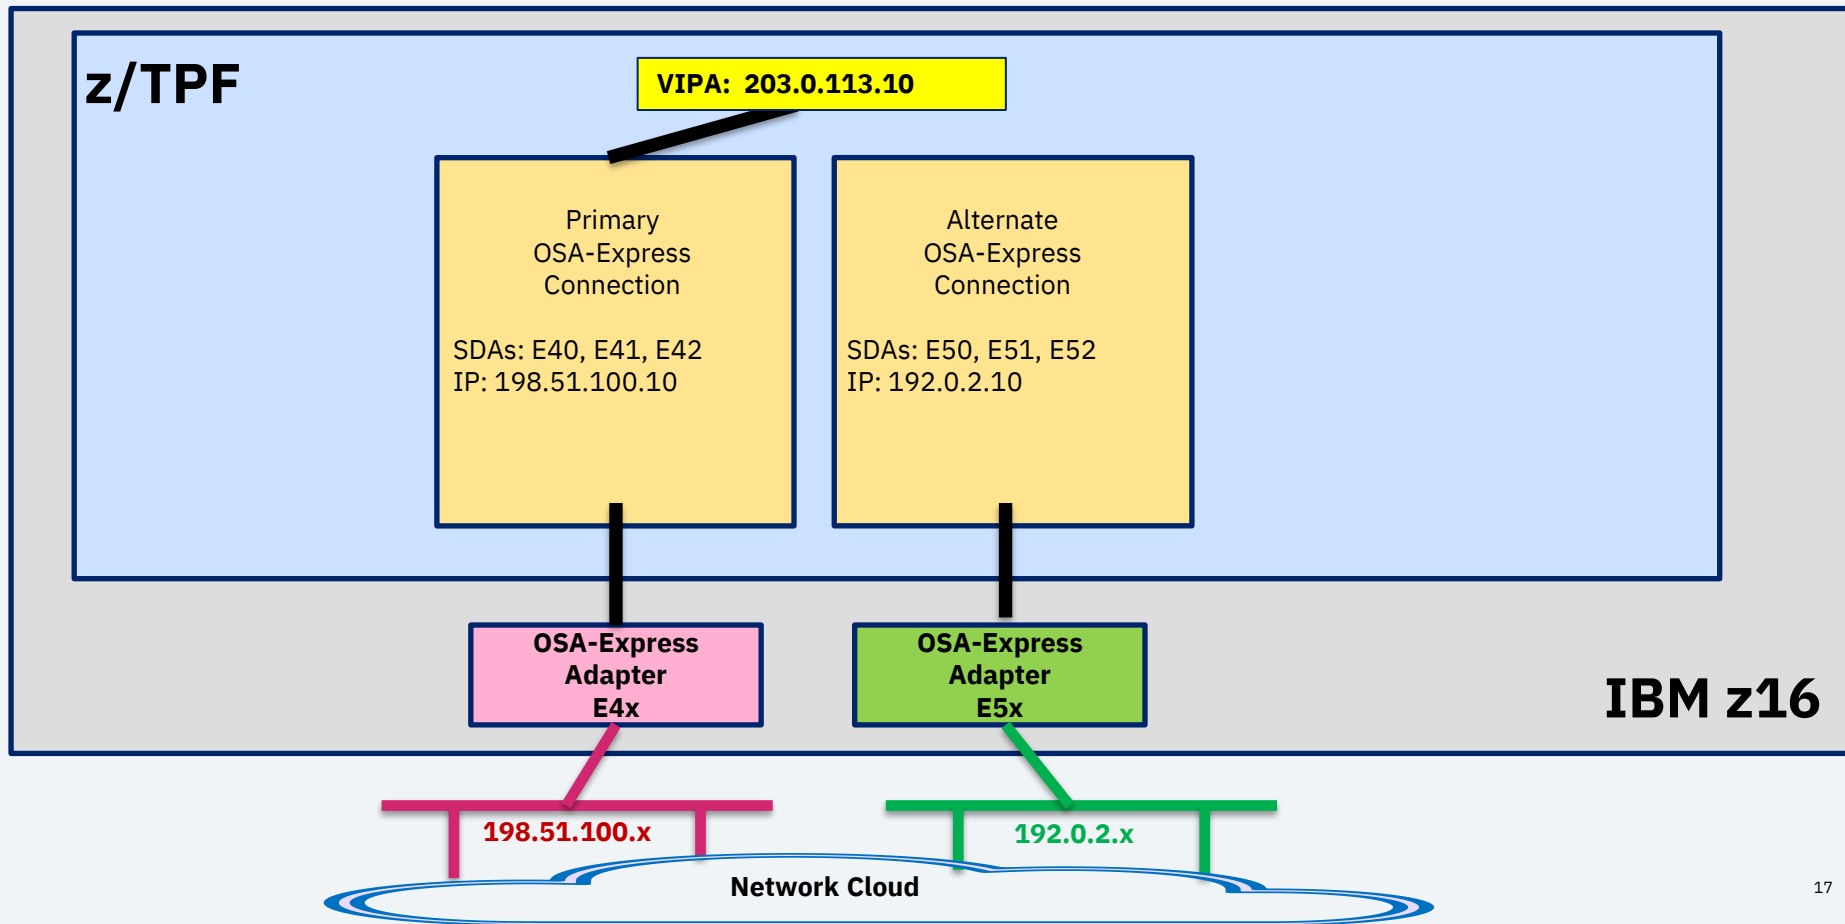 z/TPF
VIPA:  203.0.113.10
Primary
OSA-Express
Connection
SDAs: E40, E41, E42
IP: 198.51.100.10
Alternate
OSA-Express
Connection
SDAs: E50, E51, E52
IP: 192.0.2.10
OSA-Express
Adapter
E4x
OSA-Express
Adapter
E5x
IBM z16
198.51.100.x
192.0.2.x
Network Cloud
17